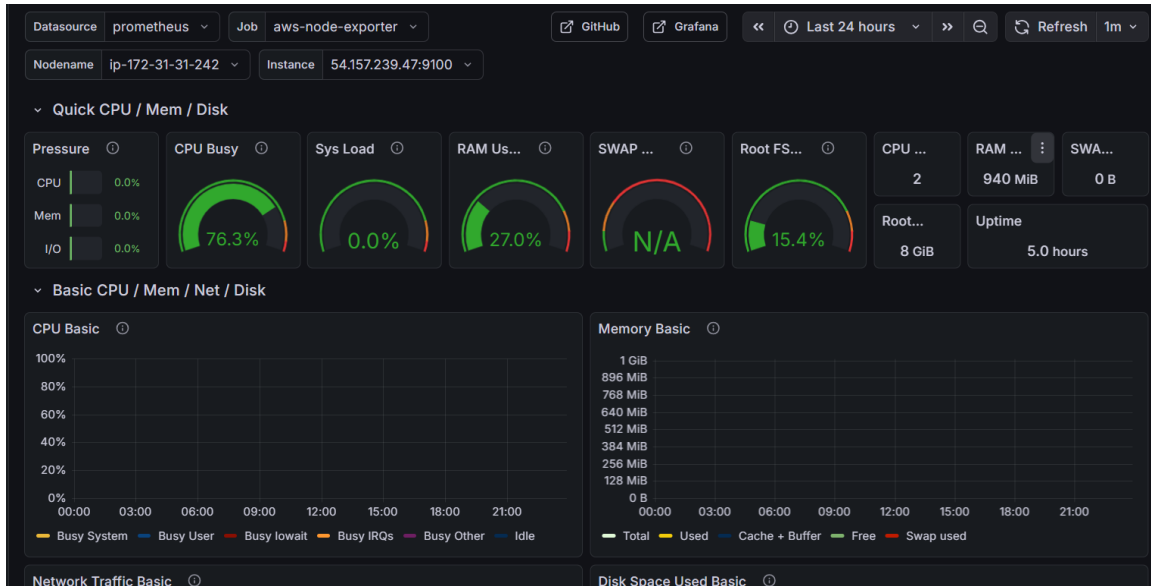 Datasource prometheus Job aws-node-exporter GitHub Grafana Last 24 hours Refresh 1m
Nodename ip-172-31-31-242 Instance 54.157.239.47:9100
Quick CPU / Mem / Disk
Pressure CPU Busy Sys Load RAM Us... SWAP ... Root FS... CPU ... RAM ... SWA...
CPU 0.0%
Mem 0.0%
I/O 0.0%
76.3%
0.0%
27.0%
N/A
15.4%
2 940 MiB 0 B
Root... Uptime
8 GiB 5.0 hours
Basic CPU / Mem / Net / Disk
CPU Basic
100%
80%
60%
40%
20%
0%
00:00 03:00 06:00 09:00 12:00 15:00 18:00 21:00
Busy System Busy User Busy Iowait Busy IRQs Busy Other Idle
Memory Basic
1 GiB
896 MiB
768 MiB
640 MiB
512 MiB
384 MiB
256 MiB
128 MiB
0 B
00:00 03:00 06:00 09:00 12:00 15:00 18:00 21:00
Total Used Cache + Buffer Free Swap used
Network Traffic Basic
Disk Space Used Basic